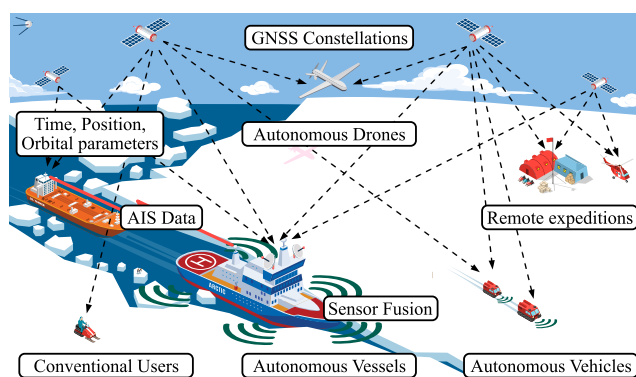 GNSS Constellations
Time, Position,
Orbital parameters
Autonomous Drones
AIS Data
Remote expeditions
ARCTIC
Sensor Fusion
Conventional Users
Autonomous Vessels
Autonomous Vehicles